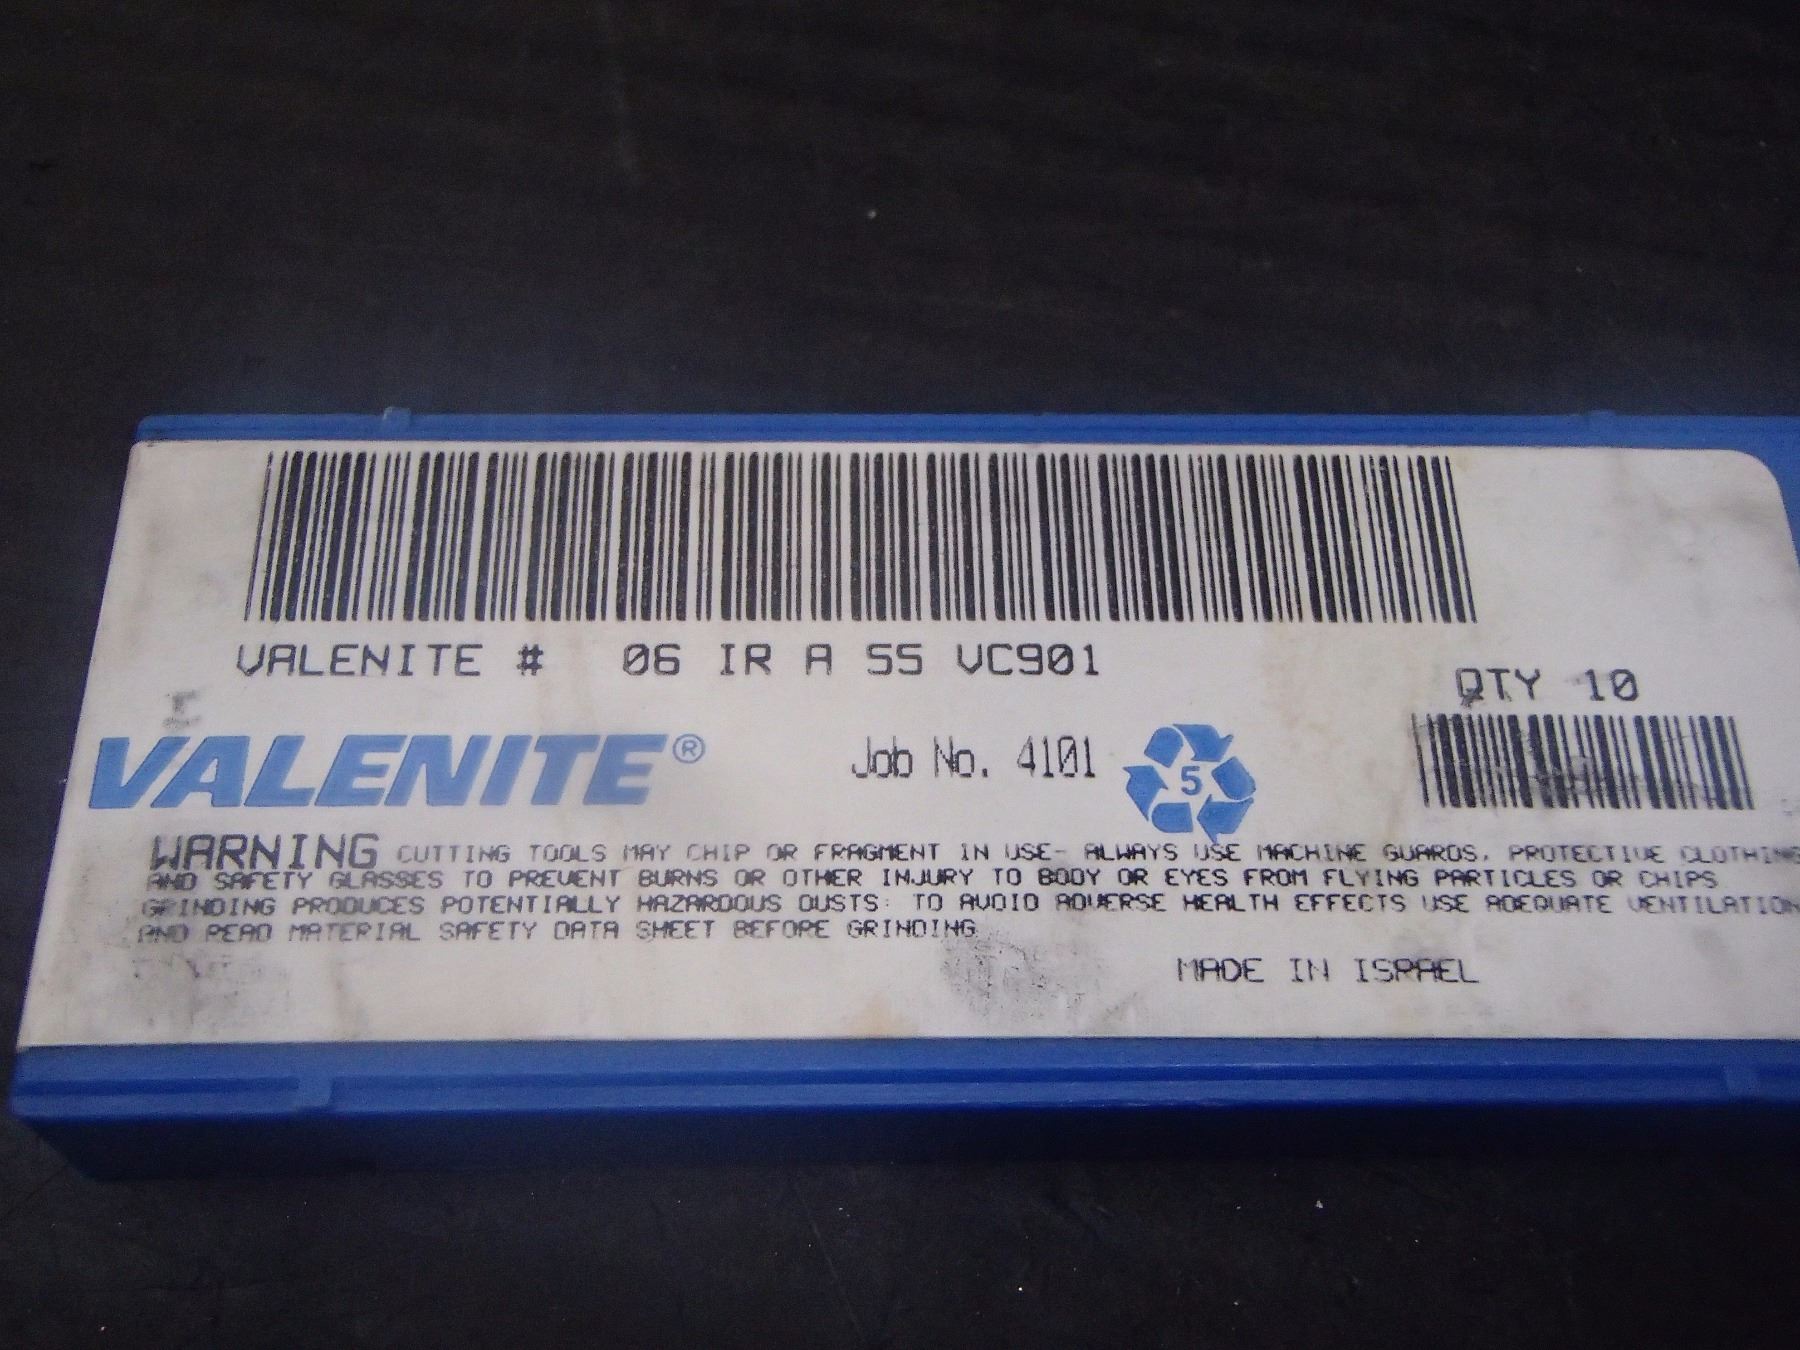 VALENITE # 06 IR A 55 VC901
QTY 10
VALENITE®
Job No. 4101
5
WARNING CUTTING TOOLS MAY CHIP OR FRAGMENT IN USE- ALWAYS USE MACHINE GUARDS, PROTECTIVE CLOTHING
AND SAFETY GLASSES TO PREVENT BURNS OR OTHER INJURY TO BODY OR EYES FROM FLYING PARTICLES OR CHIPS
GRINDING PRODUCES POTENTIALLY HAZARDOUS DUSTS: TO AVOID ADVERSE HEALTH EFFECTS USE ADEQUATE VENTILATION
AND READ MATERIAL SAFETY DATA SHEET BEFORE GRINDING
MADE IN ISRAEL